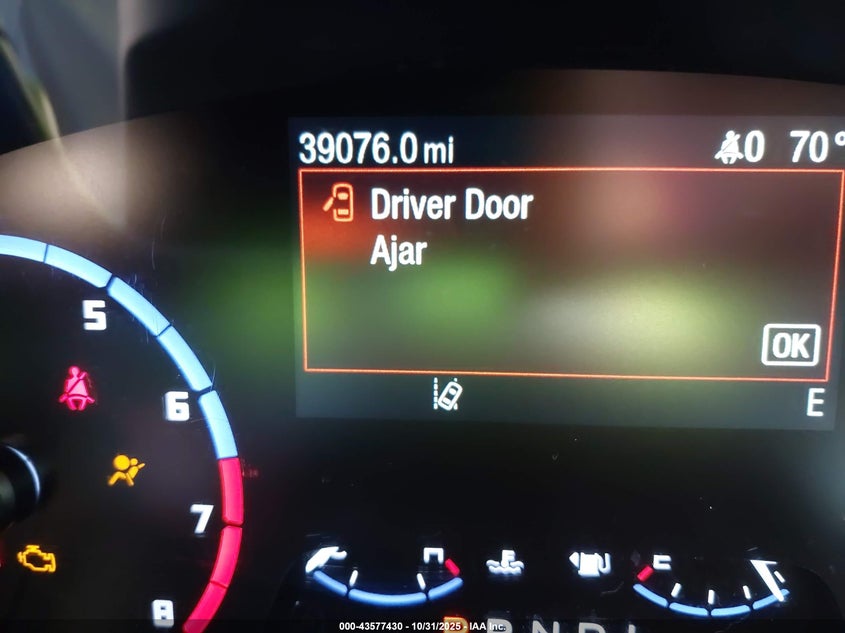 39076.0 mi 0 70°
Driver Door
Ajar
OK
E
5
6
7
8
000-43577430 - 10/31/2025 - IAA Inc.